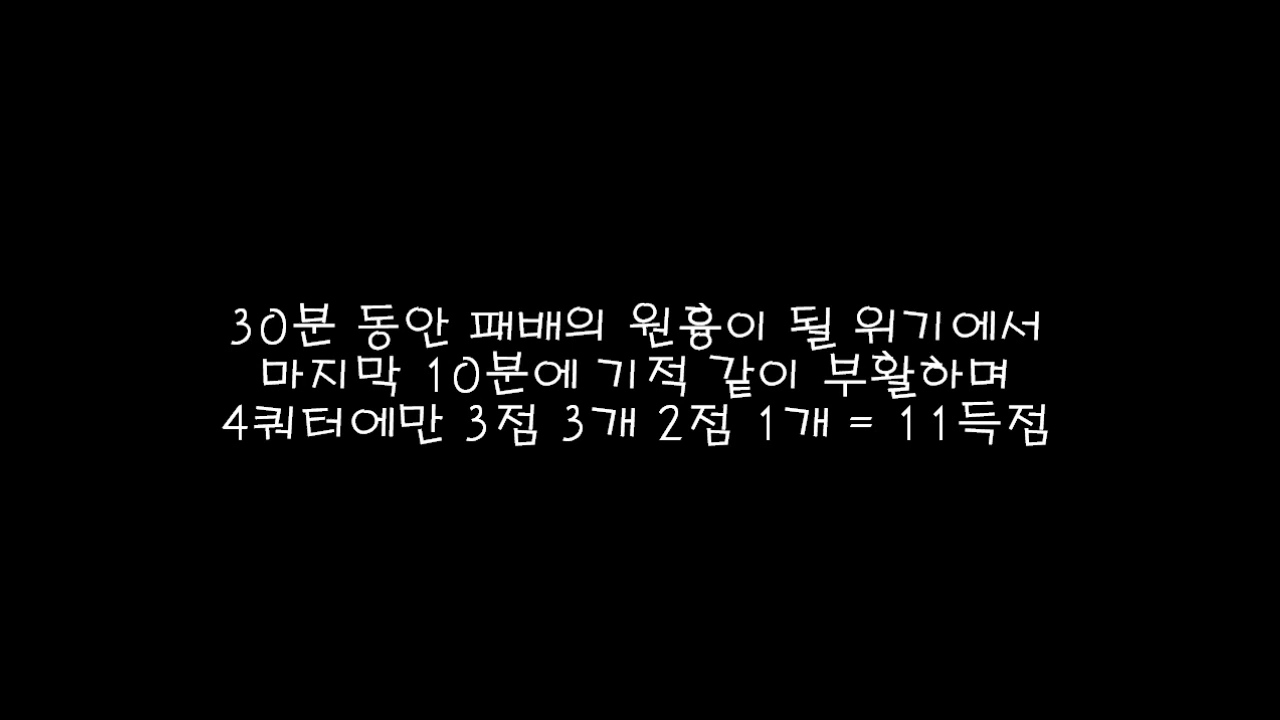 30분 동안 패배의 원흉이 될 위기에서
마지막 10분에 기적 같이 부활하며
4쿼터에만 3점 3개 2점 1개 = 11득점